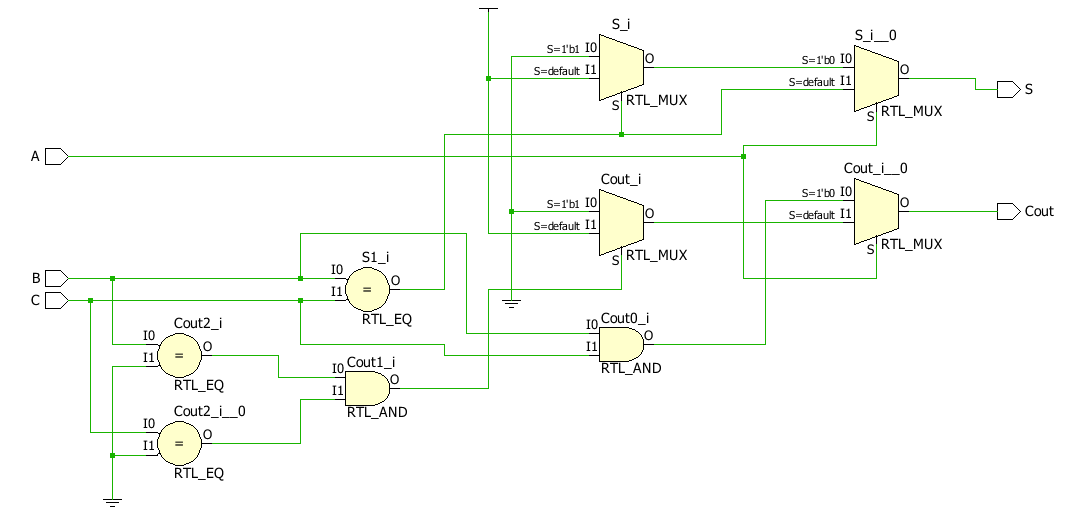 S_i
S=1'b1 I0
S=default I1
O
S
RTL_MUX
S_i__0
S=1'b0 I0
S=default I1
O
S
RTL_MUX
S
A
Cout_i
S=1'b1 I0
S=default I1
O
S
RTL_MUX
Cout_i__0
S=1'b0 I0
S=default I1
O
S
RTL_MUX
Cout
B
C
S1_i
I0
I1
=
O
RTL_EQ
Cout2_i
I0
I1
=
O
RTL_EQ
Cout0_i
I0
I1
O
RTL_AND
Cout1_i
I0
I1
O
RTL_AND
Cout2_i__0
I0
I1
=
O
RTL_EQ